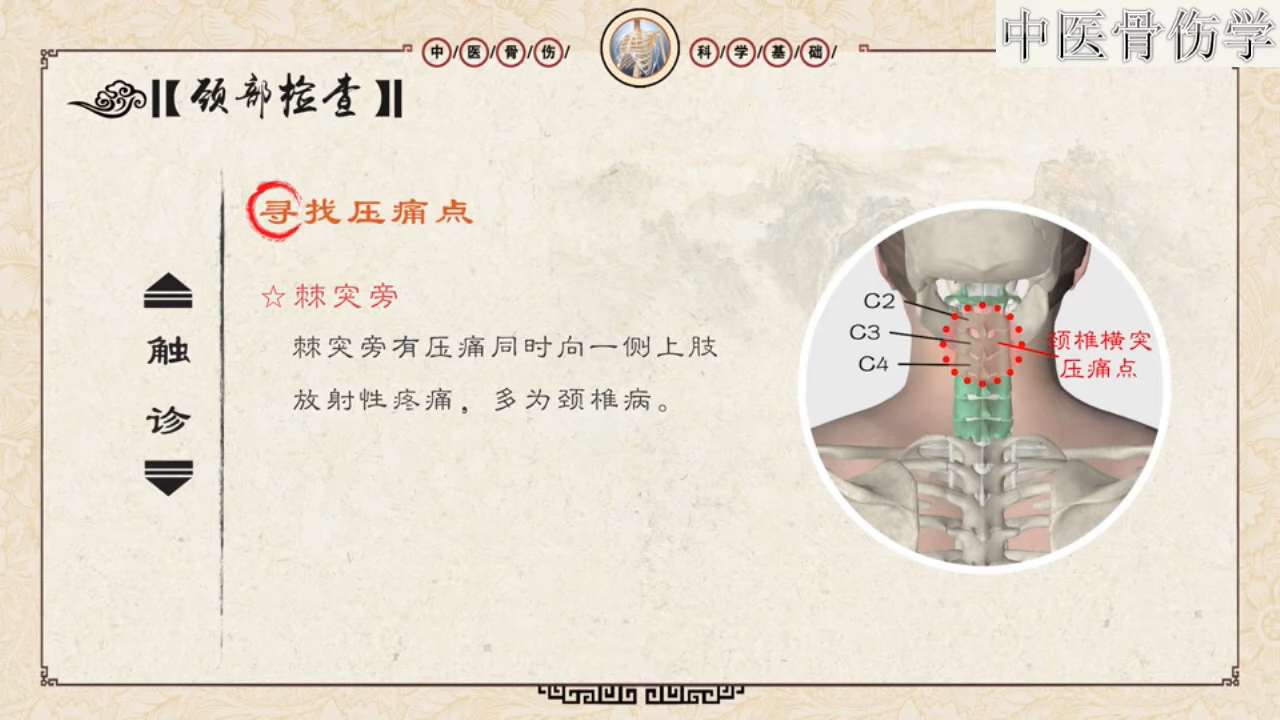 中医骨伤学
中/医/骨/伤/ 科/学/基/础/
【颈部检查】
寻找压痛点
触诊
☆棘突旁
棘突旁有压痛同时向一侧上肢
放射性疼痛，多为颈椎病。
C2
C3
C4
颈椎横突
压痛点